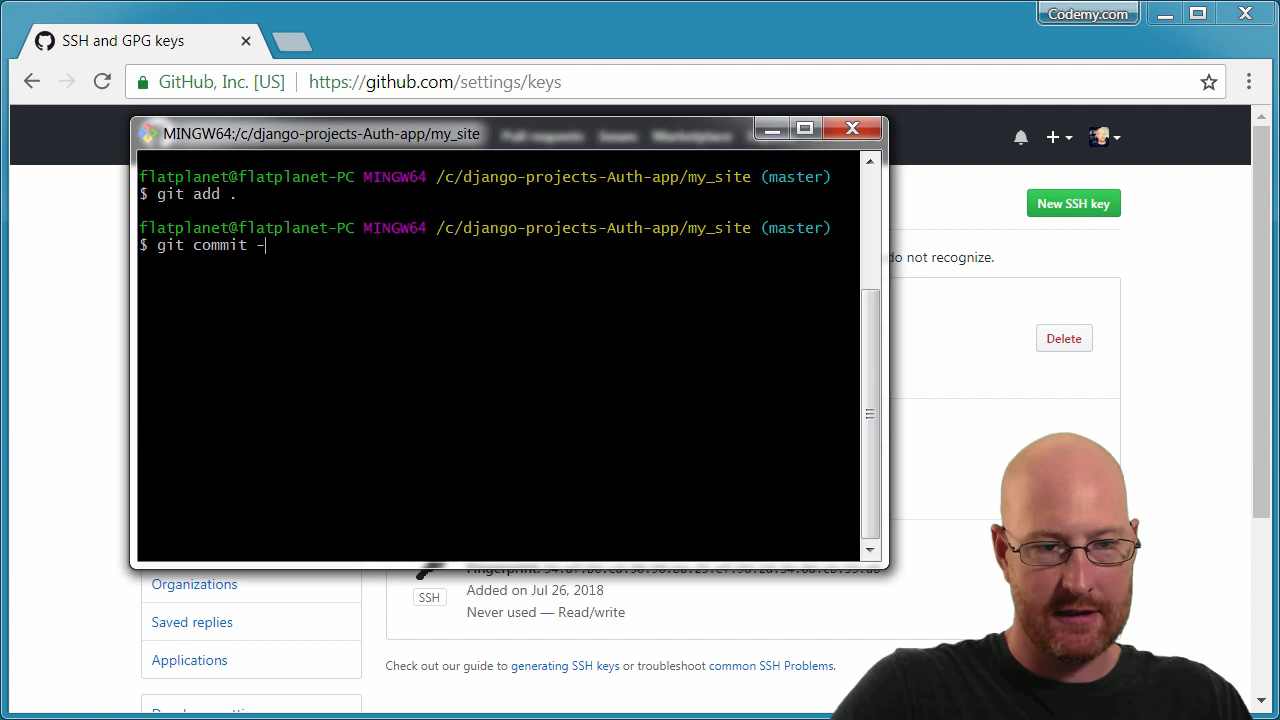 Codemy.com
SSH and GPG keys
GitHub, Inc. [US] https://github.com/settings/keys
MINGW64:/c/django-projects-Auth-app/my_site
Pull requests Issues Marketplace
flatplanet@flatplanet-PC MINGW64 /c/django-projects-Auth-app/my_site (master)
$ git add .
New SSH key
flatplanet@flatplanet-PC MINGW64 /c/django-projects-Auth-app/my_site (master)
$ git commit -
do not recognize.
Delete
Organizations
Saved replies
Applications
SSH
Added on Jul 26, 2018
Never used — Read/write
Check out our guide to generating SSH keys or troubleshoot common SSH Problems.